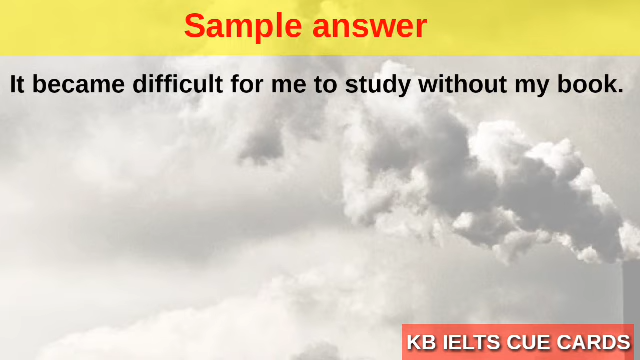 Sample answer
It became difficult for me to study without my book.
KB IELTS CUE CARDS